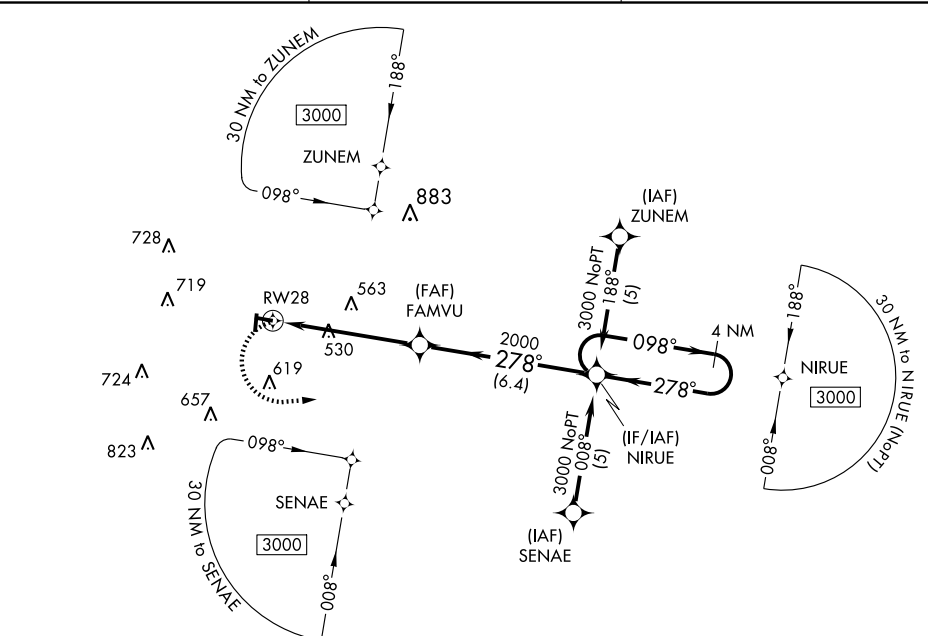 30 NM to ZUNEM
188°
3000
ZUNEM
098°
883
728
719
RW28
563
(FAF)
FAMVU
530
619
724
657
823
2000
278°
(6.4)
(IAF)
ZUNEM
3000 NoPT
188°
(5)
098°
4 NM
278°
(IF/IAF)
NIRUE
3000 NoPT
008°
(5)
(IAF)
SENAE
188°
30 NM to NIRUE (NoPT)
NIRUE
3000
008°
098°
SENAE
30 NM to SENAE
3000
008°